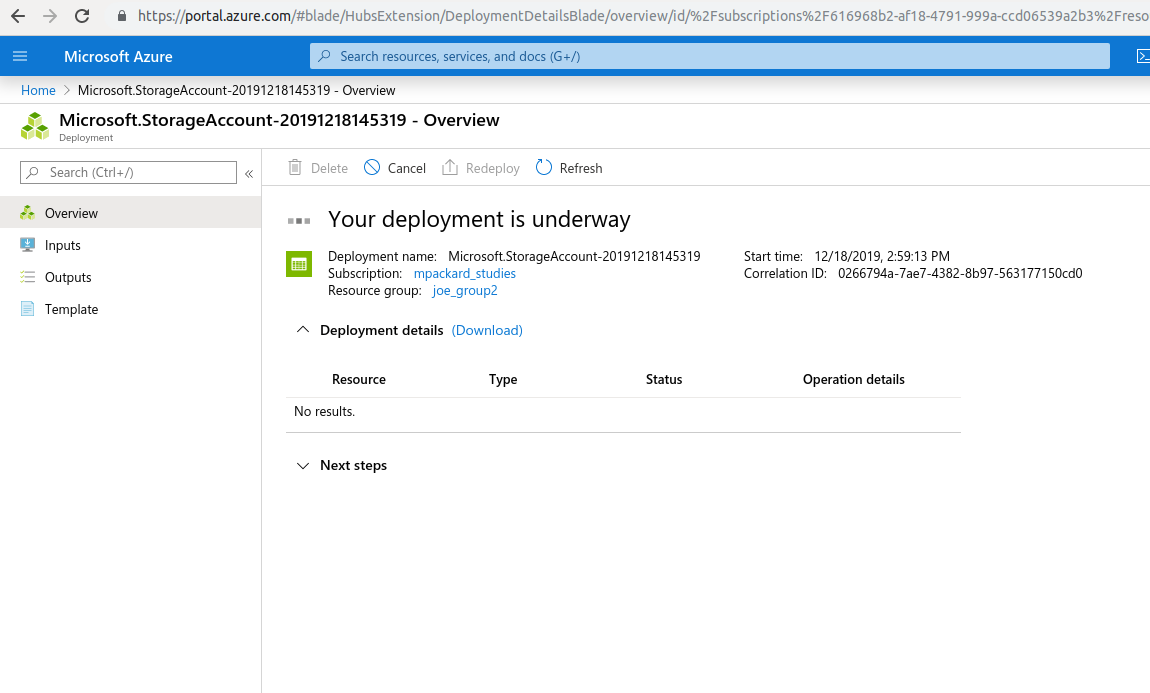 https://portal.azure.com/#blade/HubsExtension/DeploymentDetailsBlade/overview/id/%2Fsubscriptions%2F616968b2-af18-4791-999a-ccd06539a2b3%2Freso
Microsoft Azure
Search resources, services, and docs (G+/)
Home > Microsoft.StorageAccount-20191218145319 - Overview
Microsoft.StorageAccount-20191218145319 - Overview
Deployment
Search (Ctrl+/)
«
Delete Cancel Redeploy Refresh
Overview
Inputs
Outputs
Template
Your deployment is underway
Deployment name: Microsoft.StorageAccount-20191218145319 Start time: 12/18/2019, 2:59:13 PM
Subscription: mpackard_studies Correlation ID: 0266794a-7ae7-4382-8b97-563177150cd0
Resource group: joe_group2
Deployment details (Download)
Resource Type Status Operation details
No results.
Next steps